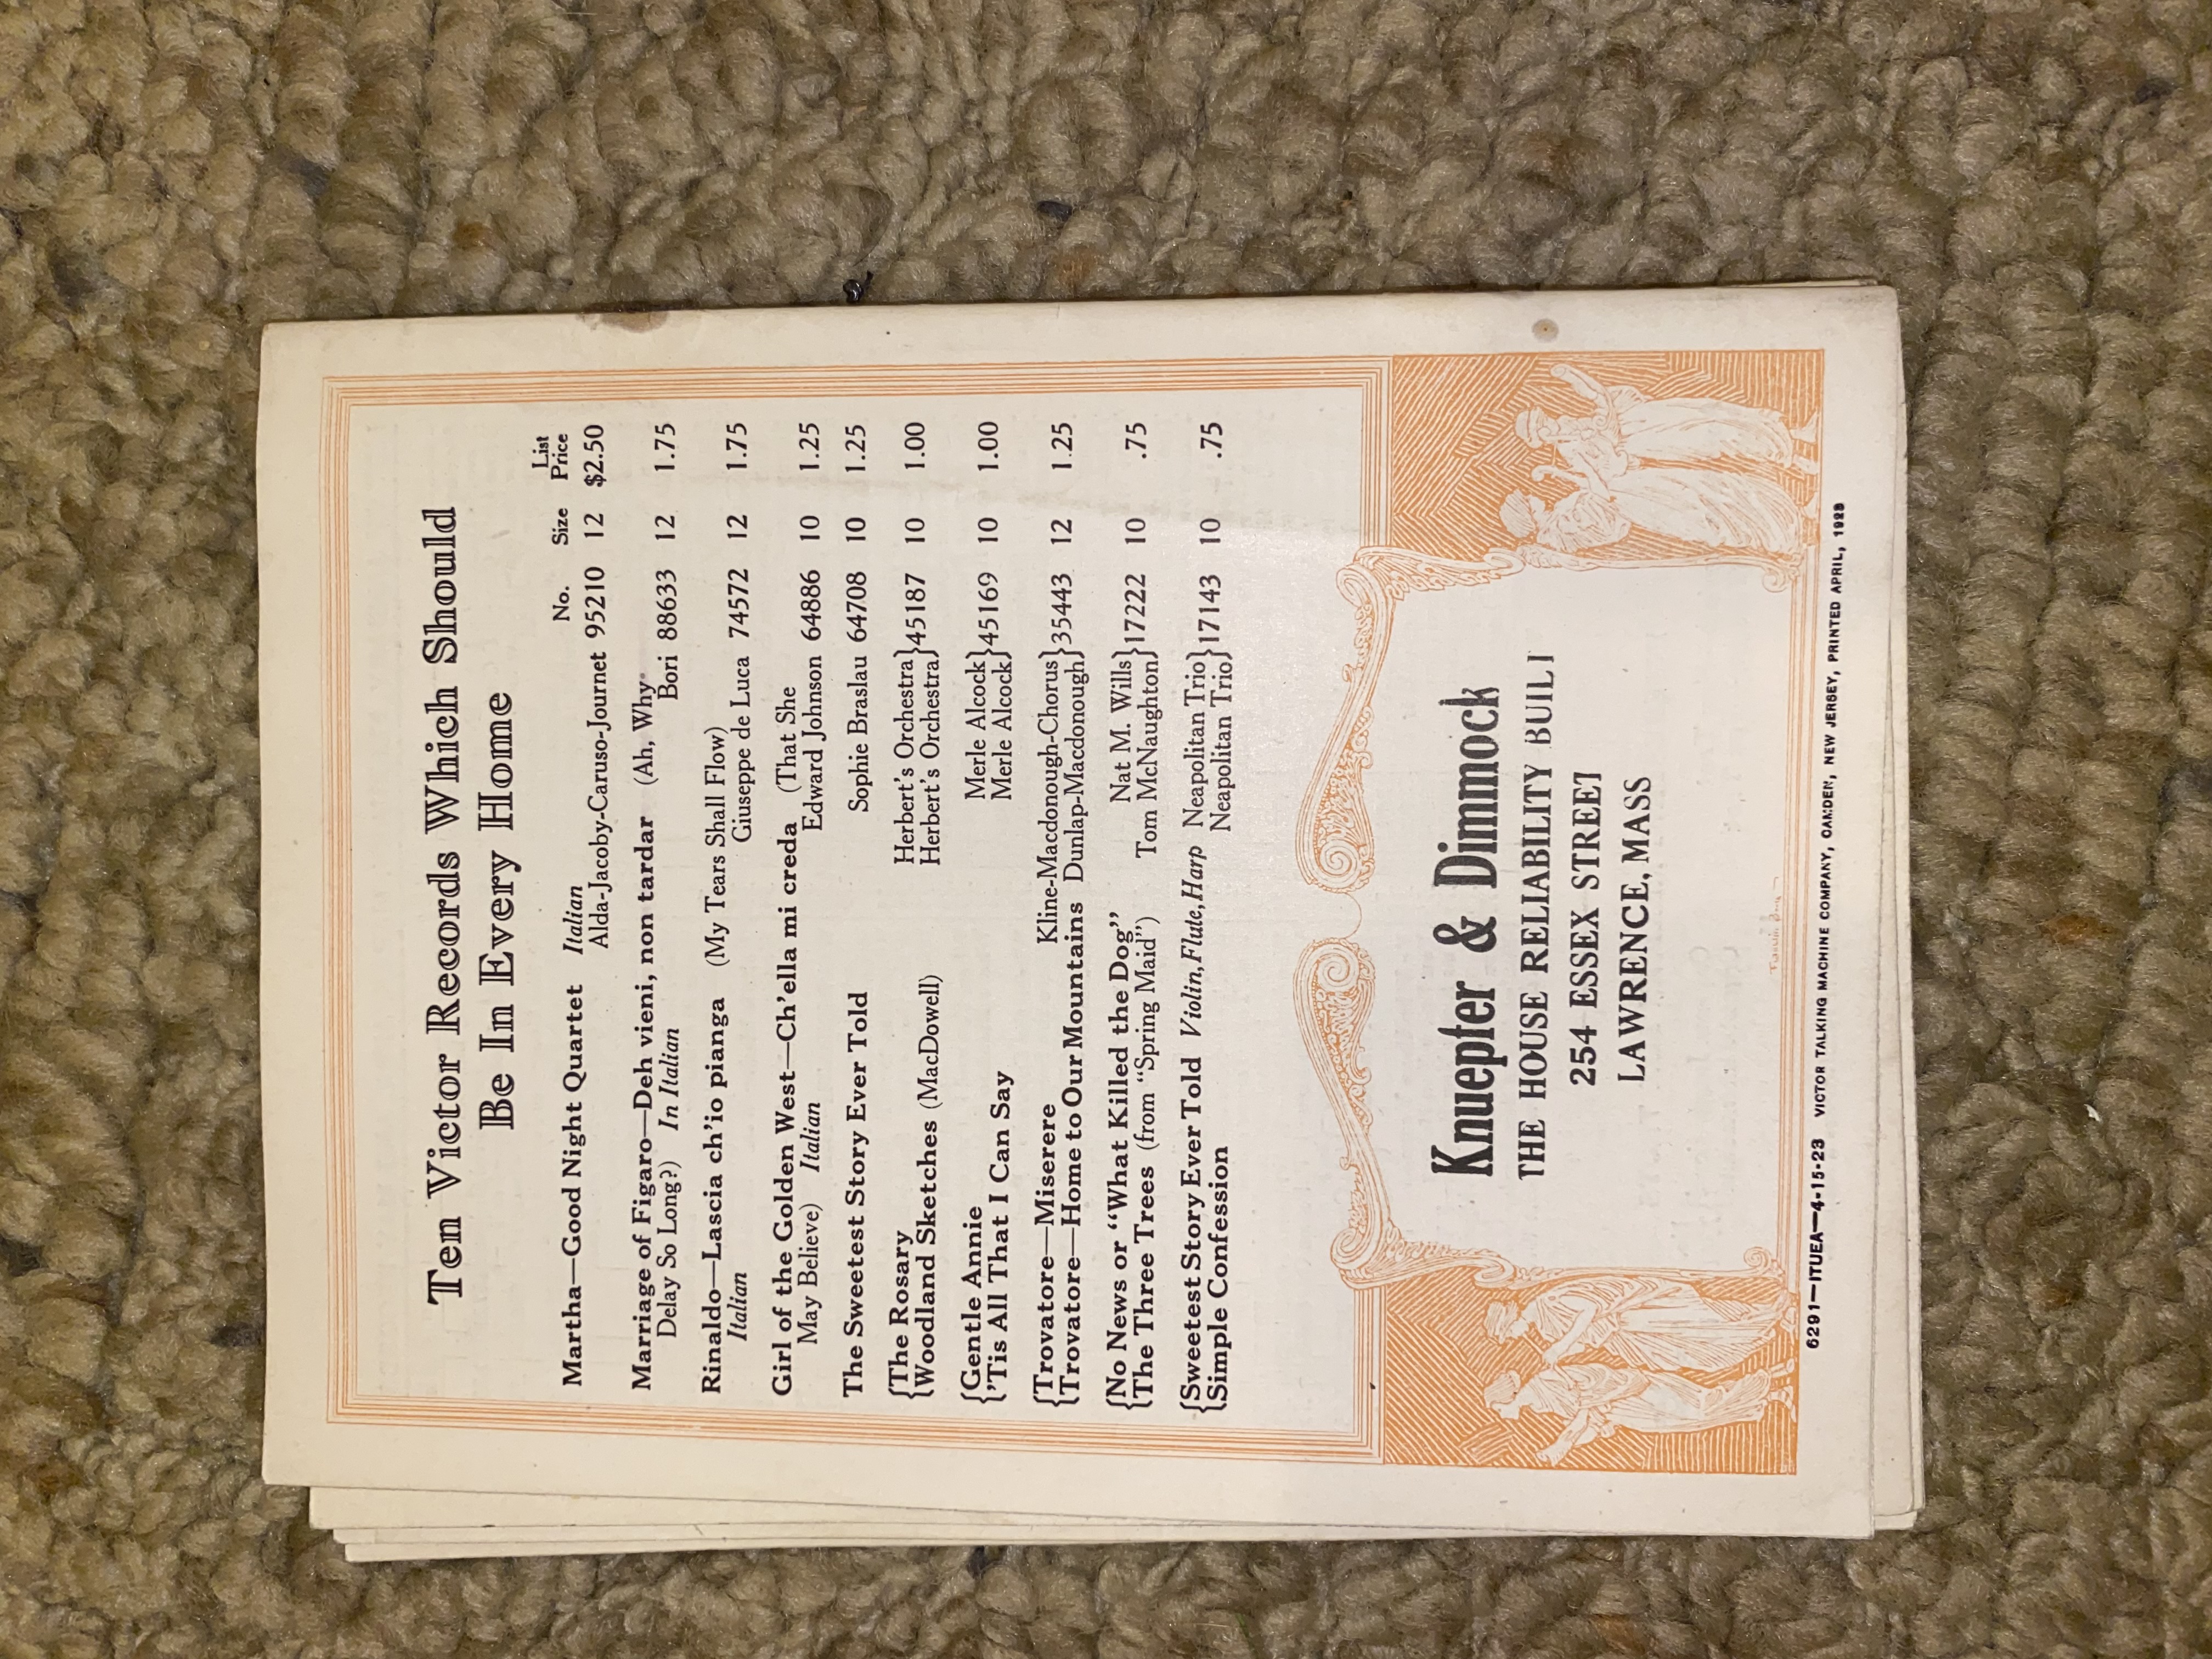 Ten Victor Records Which Should
Be In Every Home
List
No. Size Price
Martha—Good Night Quartet Italian
Alda-Jacoby-Caruso-Journet 95210 12 $2.50
Marriage of Figaro—Deh vieni, non tardar (Ah, Why
Delay So Long?) In Italian Bori 88633 12 1.75
Rinaldo—Lascia ch'io pianga (My Tears Shall Flow)
Italian Giuseppe de Luca 74572 12 1.75
Girl of the Golden West—Ch'ella mi creda (That She
May Believe) Italian Edward Johnson 64886 10 1.25
The Sweetest Story Ever Told Sophie Braslau 64708 10 1.25
{The Rosary Herbert's Orchestra}
{Woodland Sketches (MacDowell) Herbert's Orchestra} 45187 10 1.00
{Gentle Annie Merle Alcock}
{'Tis All That I Can Say Merle Alcock} 45169 10 1.00
{Trovatore—Miserere Kline-Macdonough-Chorus}
{Trovatore—Home to Our Mountains Dunlap-Macdonough} 35443 12 1.25
{No News or "What Killed the Dog" Nat M. Wills}
{The Three Trees (from "Spring Maid") Tom McNaughton} 17222 10 .75
{Sweetest Story Ever Told Violin, Flute, Harp Neapolitan Trio}
{Simple Confession Neapolitan Trio} 17143 10 .75
Knuepfer & Dimmock
THE HOUSE RELIABILITY BUILT
254 ESSEX STREET
LAWRENCE, MASS
6291—ITUEA—4-15-23 VICTOR TALKING MACHINE COMPANY, CAMDEN, NEW JERSEY, PRINTED APRIL, 1923